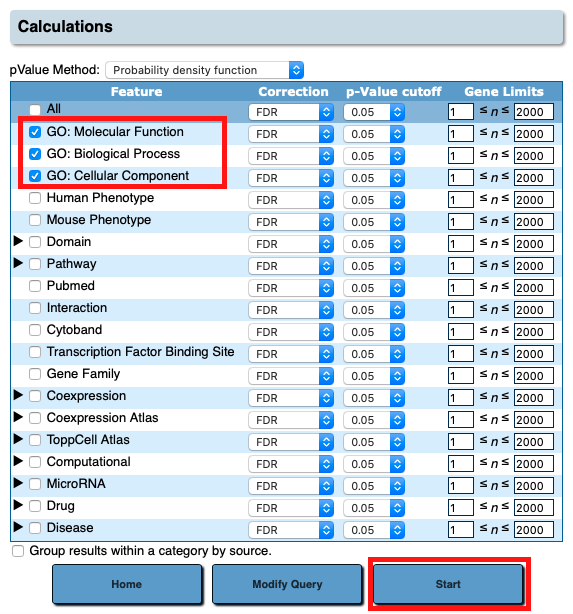 Calculations
pValue Method: Probability density function
Feature Correction p-Value cutoff Gene Limits
All FDR 0.05 1 ≤ n ≤ 2000
GO: Molecular Function FDR 0.05 1 ≤ n ≤ 2000
GO: Biological Process FDR 0.05 1 ≤ n ≤ 2000
GO: Cellular Component FDR 0.05 1 ≤ n ≤ 2000
Human Phenotype FDR 0.05 1 ≤ n ≤ 2000
Mouse Phenotype FDR 0.05 1 ≤ n ≤ 2000
Domain FDR 0.05 1 ≤ n ≤ 2000
Pathway FDR 0.05 1 ≤ n ≤ 2000
Pubmed FDR 0.05 1 ≤ n ≤ 2000
Interaction FDR 0.05 1 ≤ n ≤ 2000
Cytoband FDR 0.05 1 ≤ n ≤ 2000
Transcription Factor Binding Site FDR 0.05 1 ≤ n ≤ 2000
Gene Family FDR 0.05 1 ≤ n ≤ 2000
Coexpression FDR 0.05 1 ≤ n ≤ 2000
Coexpression Atlas FDR 0.05 1 ≤ n ≤ 2000
ToppCell Atlas FDR 0.05 1 ≤ n ≤ 2000
Computational FDR 0.05 1 ≤ n ≤ 2000
MicroRNA FDR 0.05 1 ≤ n ≤ 2000
Drug FDR 0.05 1 ≤ n ≤ 2000
Disease FDR 0.05 1 ≤ n ≤ 2000
Group results within a category by source.
Home Modify Query Start